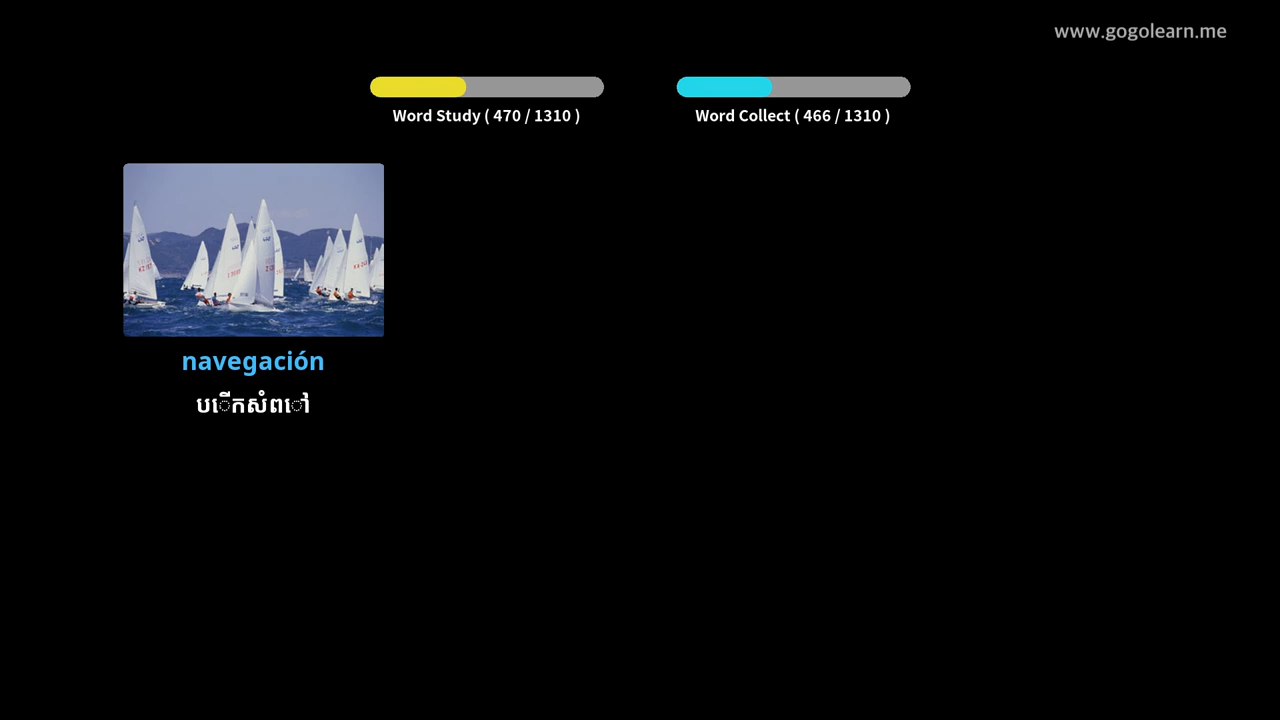 www.gogolearn.me
Word Study ( 470 / 1310 )
Word Collect ( 466 / 1310 )
navegación
បើកសំពៅ